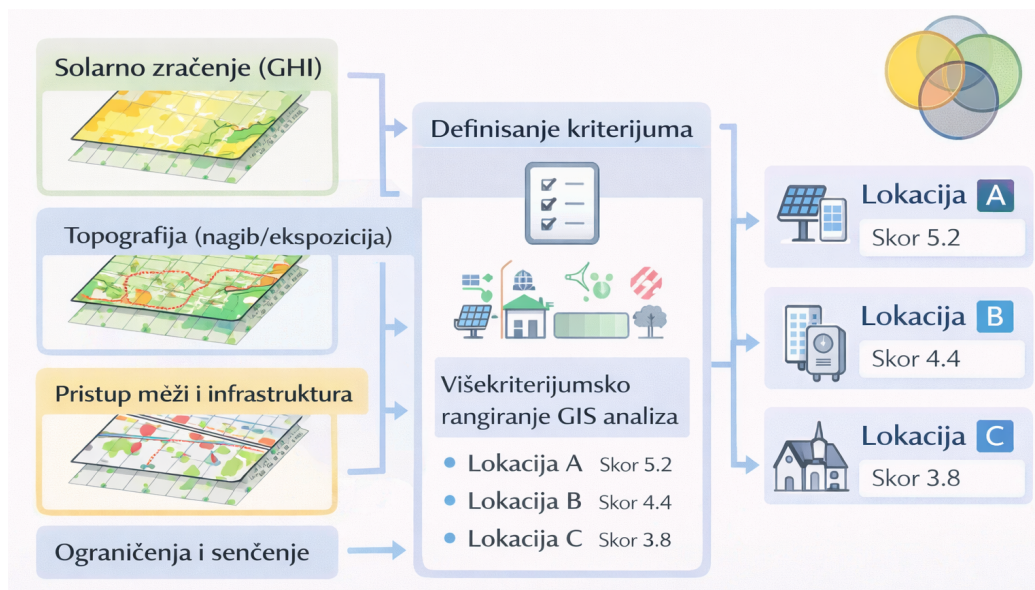 Solarno zračenje (GHI)
Topografija (nagib/ekspozicija)
Pristup mèži i infrastruktura
Ograničenja i senčenje
Definisanje kriterijuma
Višekriterijumsko
rangiranje GIS analiza
Lokacija A Skor 5.2
Lokacija B Skor 4.4
Lokacija C Skor 3.8
Lokacija A
Skor 5.2
Lokacija B
Skor 4.4
Lokacija C
Skor 3.8